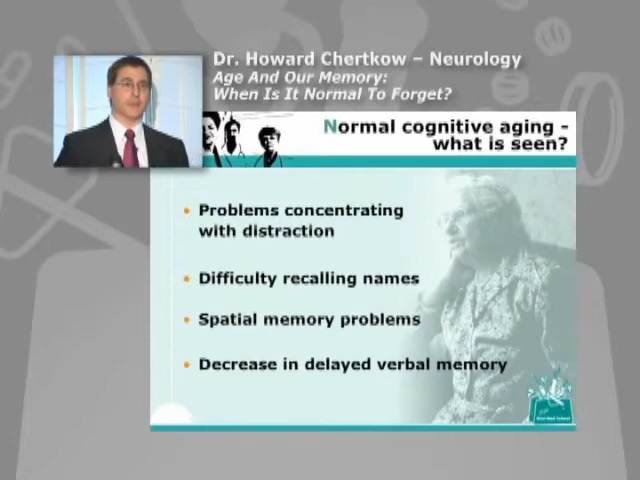 Dr. Howard Chertkow – Neurology
Age And Our Memory:
When Is It Normal To Forget?
Normal cognitive aging -
what is seen?
• Problems concentrating
with distraction
• Difficulty recalling names
• Spatial memory problems
• Decrease in delayed verbal memory